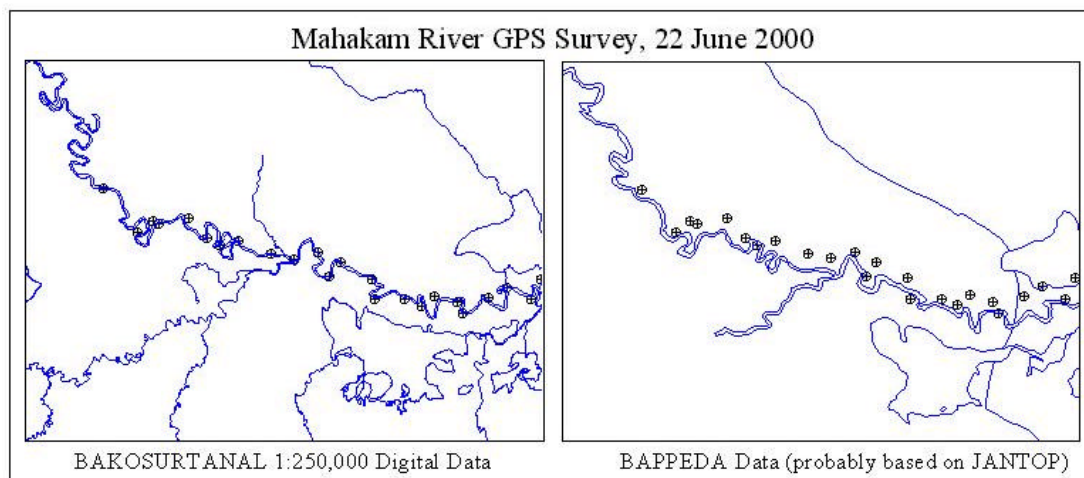 Mahakam River GPS Survey, 22 June 2000
BAKOSURTANAL 1:250,000 Digital Data
BAPPEDA Data (probably based on JANTOP)